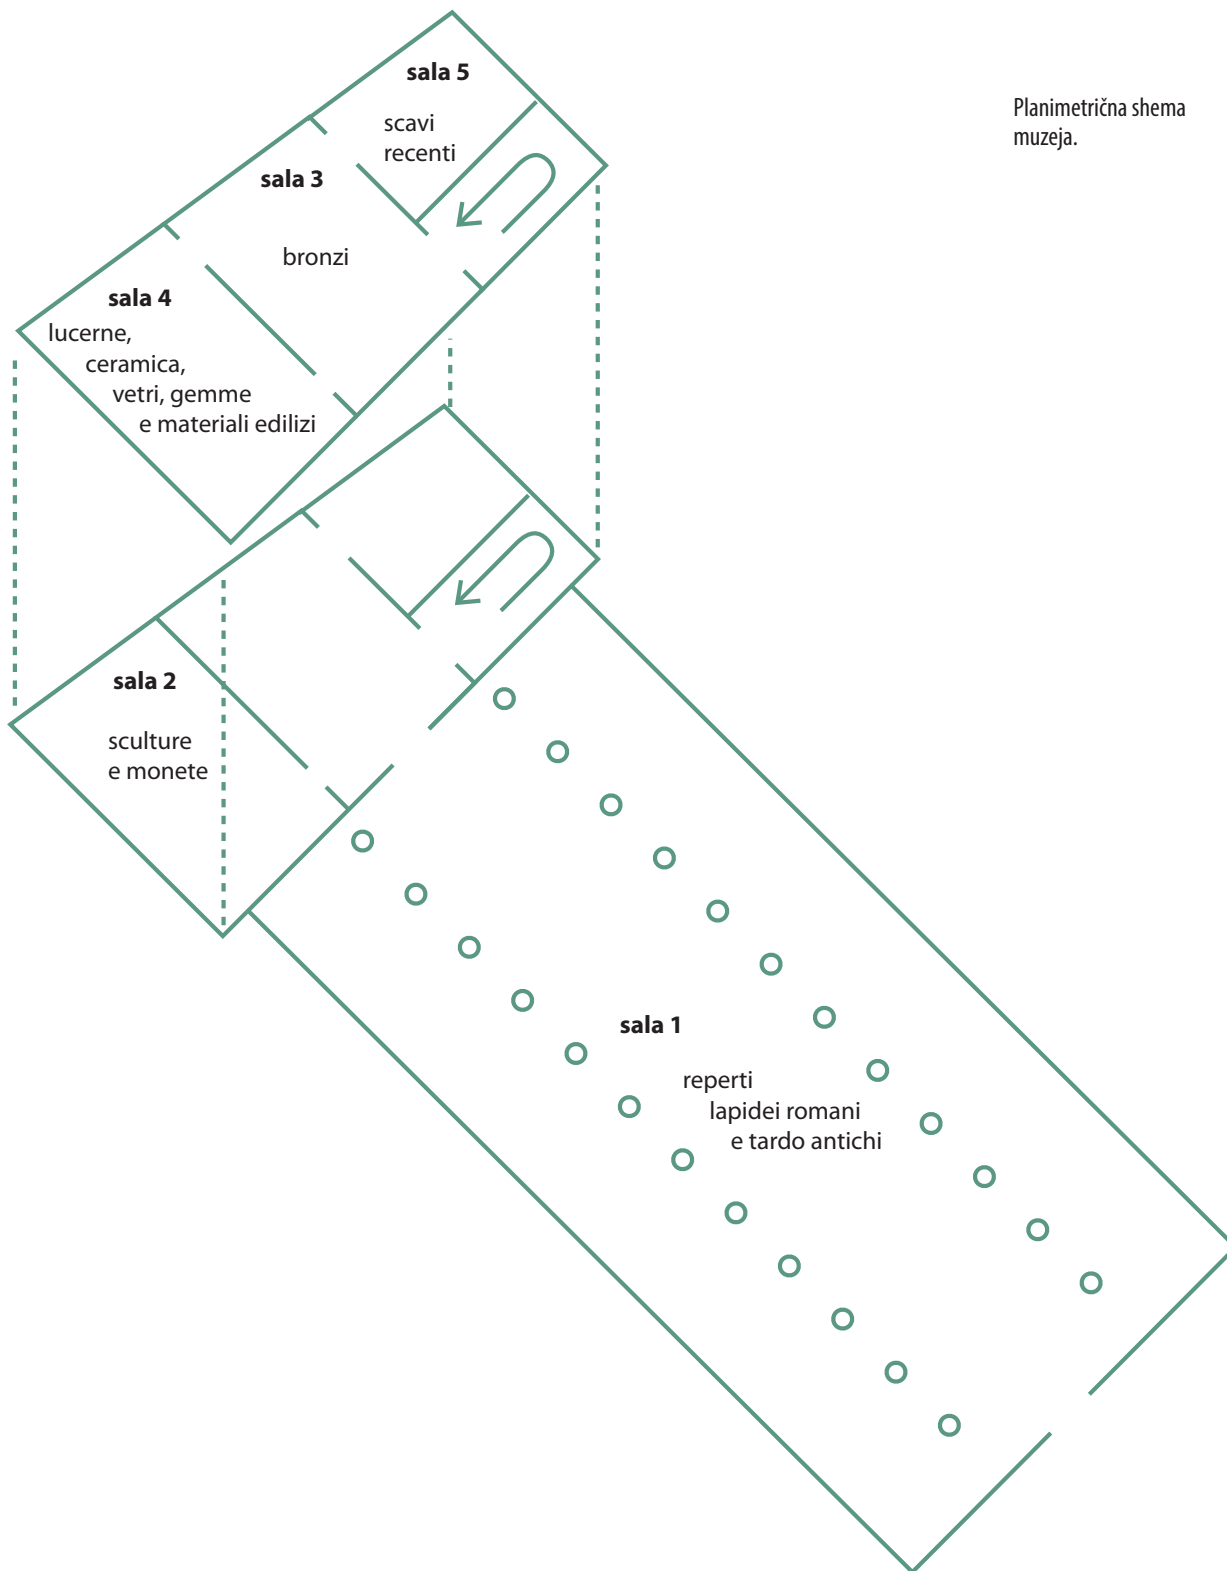 sala 5
scavi
recenti
Planimetrična shema
muzeja.
sala 3
bronzi
sala 4
lucerne,
ceramica,
vetri, gemme
e materiali edilizi
sala 2
sculture
e monete
sala 1
reperti
lapidei romani
e tardo antichi